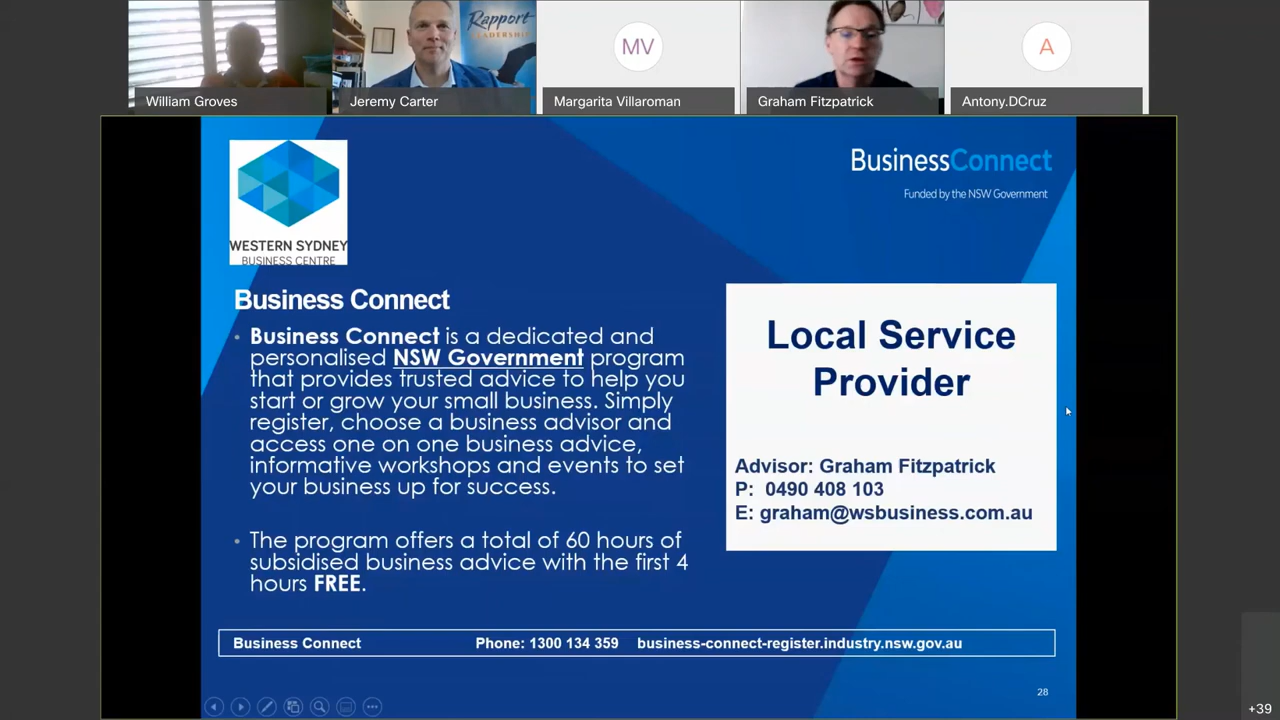 Rapport
LEADERSHIP
MV
A
William Groves
Jeremy Carter
Margarita Villaroman
Graham Fitzpatrick
Antony.DCruz
WESTERN SYDNEY
BUSINESS CENTRE
BusinessConnect
Funded by the NSW Government
Business Connect
• Business Connect is a dedicated and
personalised NSW Government program
that provides trusted advice to help you
start or grow your small business. Simply
register, choose a business advisor and
access one on one business advice,
informative workshops and events to set
your business up for success.
• The program offers a total of 60 hours of
subsidised business advice with the first 4
hours FREE.
Local Service
Provider
Advisor: Graham Fitzpatrick
P: 0490 408 103
E: graham@wsbusiness.com.au
Business Connect Phone: 1300 134 359 business-connect-register.industry.nsw.gov.au
28
+39